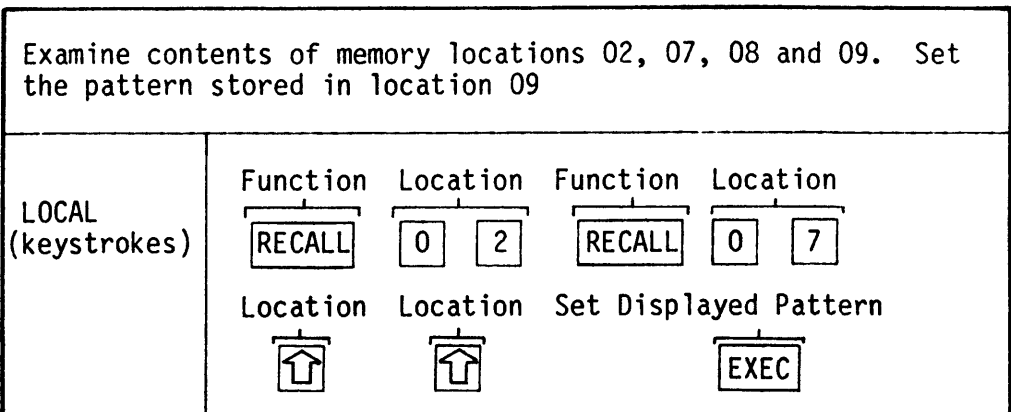 Examine contents of memory locations 02, 07, 08 and 09. Set
the pattern stored in location 09
LOCAL
(keystrokes)
Function Location Function Location
RECALL 0 2 RECALL 0 7
Location Location Set Displayed Pattern
⇧ ⇧ EXEC